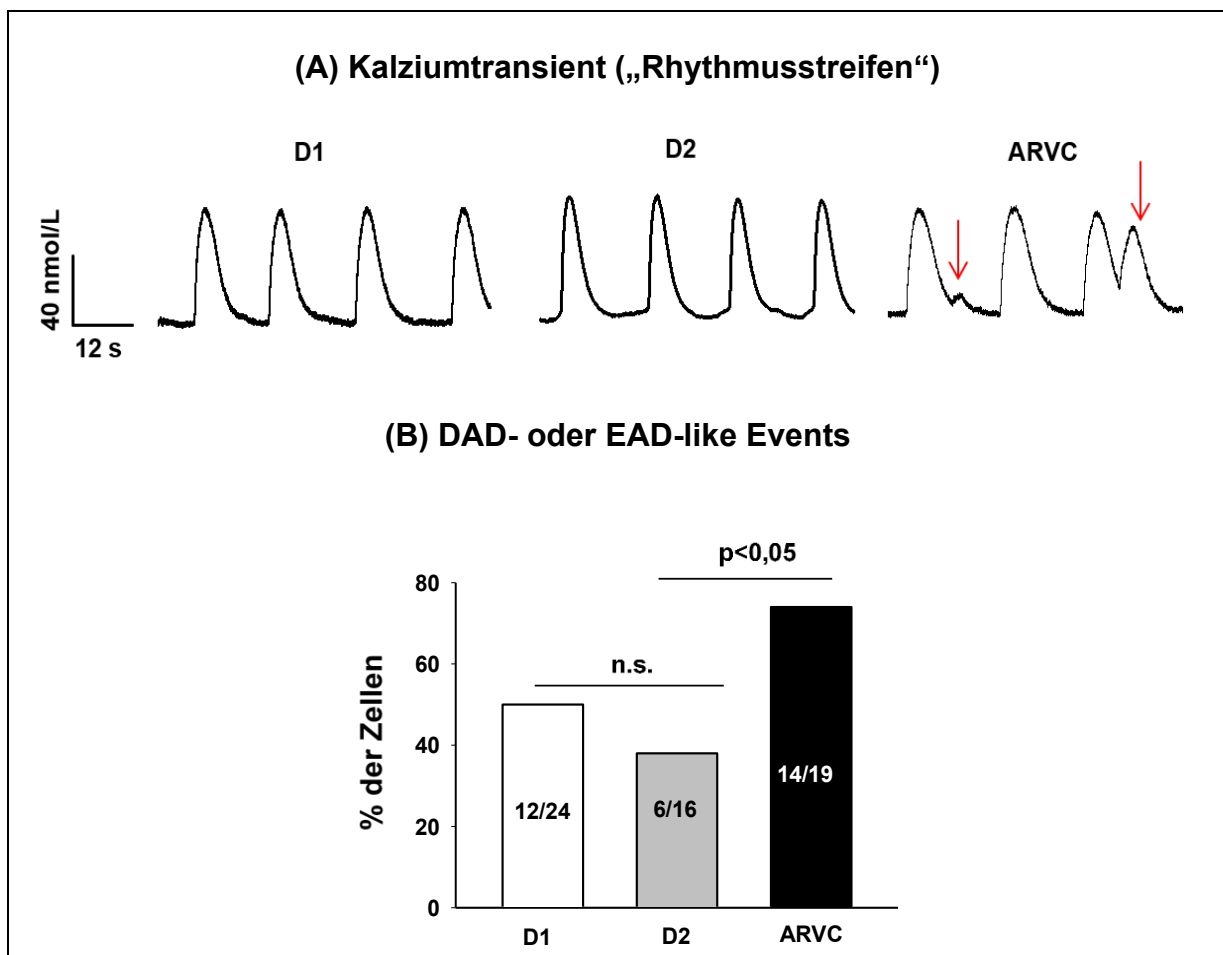 (A) Kalziumtransient („Rhythmusstreifen“)
D1 D2 ARVC
40 nmol/L
12 s
(B) DAD- oder EAD-like Events
p<0,05
n.s.
% der Zellen
80
60
40
20
0
12/24 6/16 14/19
D1 D2 ARVC